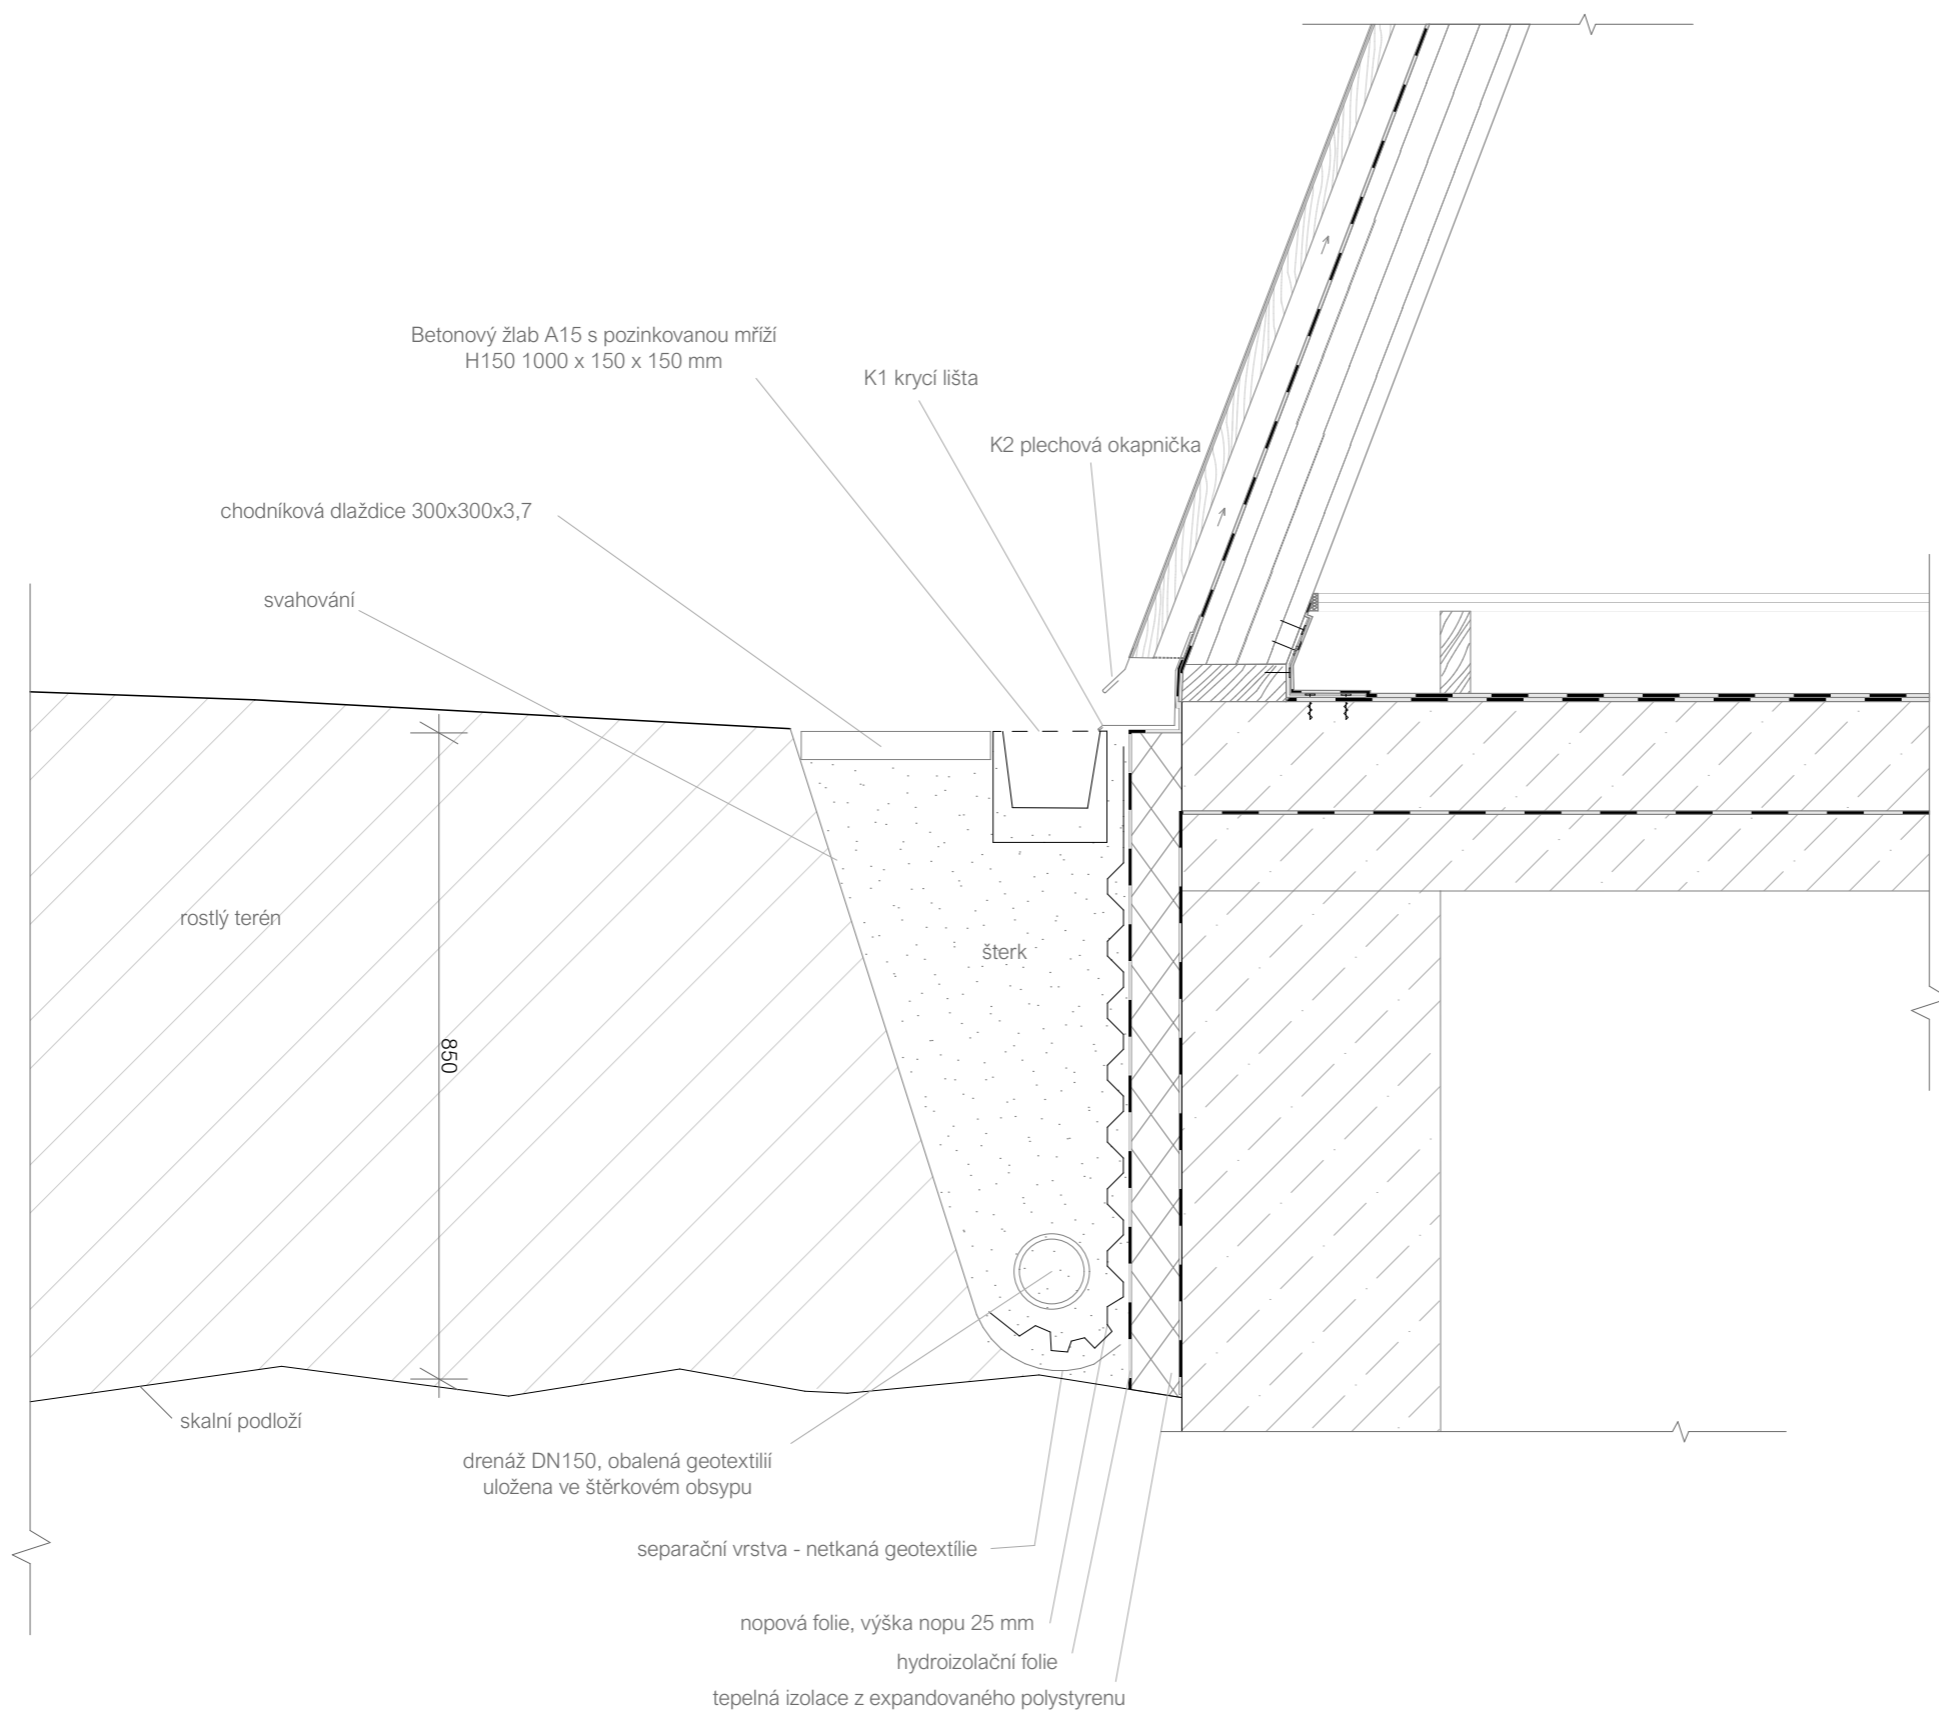 Betonový žlab A15 s pozinkovanou mříží
H150 1000 x 150 x 150 mm
K1 krycí lišta
K2 plechová okapnička
chodníková dlaždice 300x300x3,7
svahování
rostlý terén
šterk
850
skalní podloží
drenáž DN150, obalená geotextilií
uložena ve štěrkovém obsypu
separační vrstva - netkaná geotextílie
nopová folie, výška nopu 25 mm
hydroizolační folie
tepelná izolace z expandovaného polystyrenu